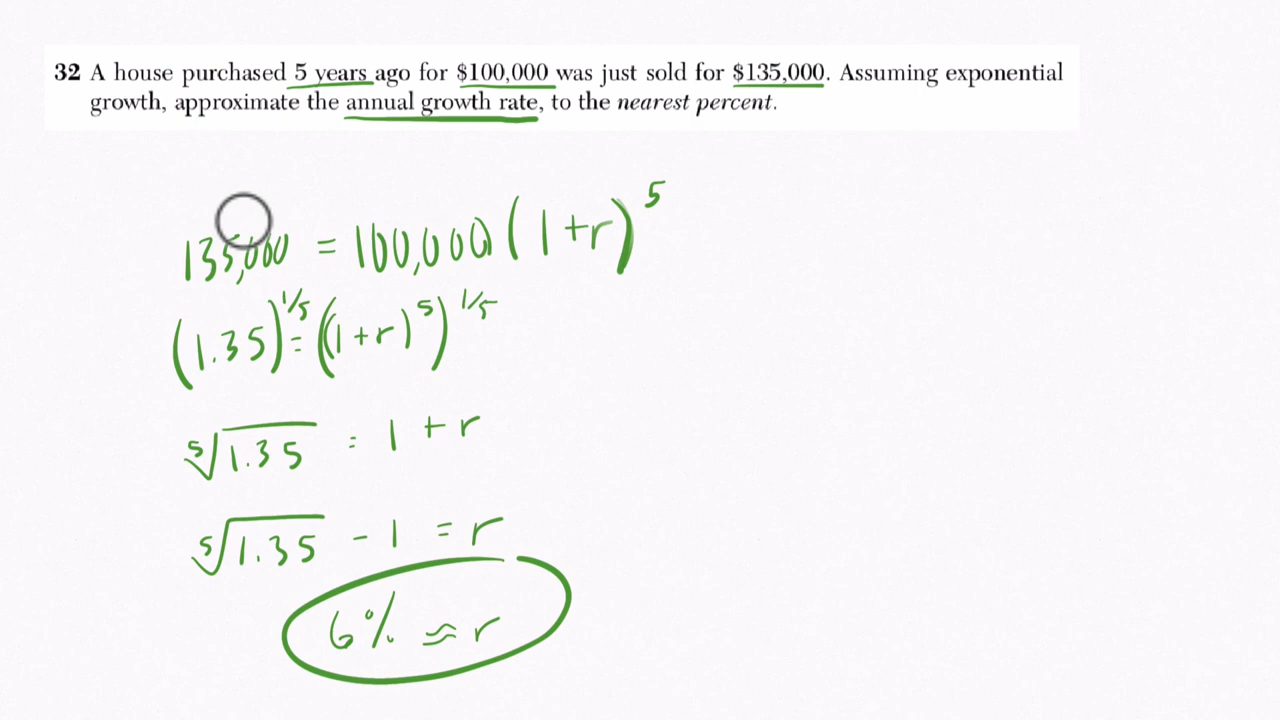 32 A house purchased 5 years ago for $100,000 was just sold for $135,000. Assuming exponential
growth, approximate the annual growth rate, to the nearest percent.
135,000 = 100,000(1+r)^5
(1.35)^1/5 = ((1+r)^5)^1/5
⁵√1.35 = 1 + r
⁵√1.35 - 1 = r
6% ≈ r